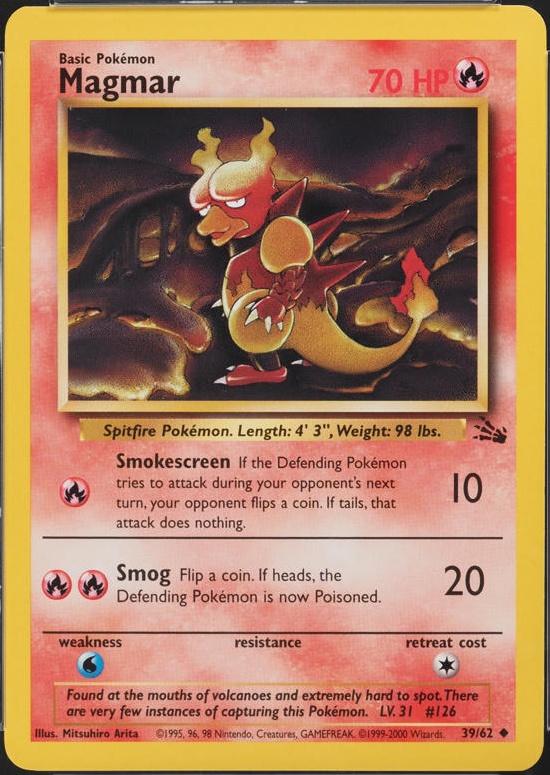 Basic Pokémon
Magmar
70 HP
Spitfire Pokémon. Length: 4' 3", Weight: 98 lbs.
Smokescreen If the Defending Pokémon
tries to attack during your opponent's next
turn, your opponent flips a coin. If tails, that
attack does nothing.
10
Smog Flip a coin. If heads, the
Defending Pokémon is now Poisoned.
20
weakness resistance retreat cost
Found at the mouths of volcanoes and extremely hard to spot. There
are very few instances of capturing this Pokémon. LV. 31 #126
Illus. Mitsuhiro Arita ©1995, 96, 98 Nintendo, Creatures, GAMEFREAK. ©1999-2000 Wizards. 39/62